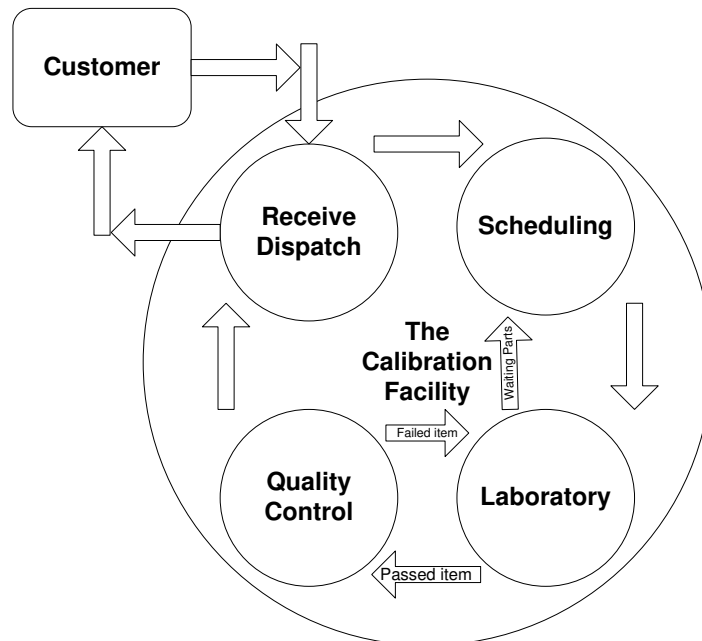 Customer
Receive
Dispatch
Scheduling
The
Calibration
Facility
Waiting Parts
Failed item
Quality
Control
Laboratory
Passed item